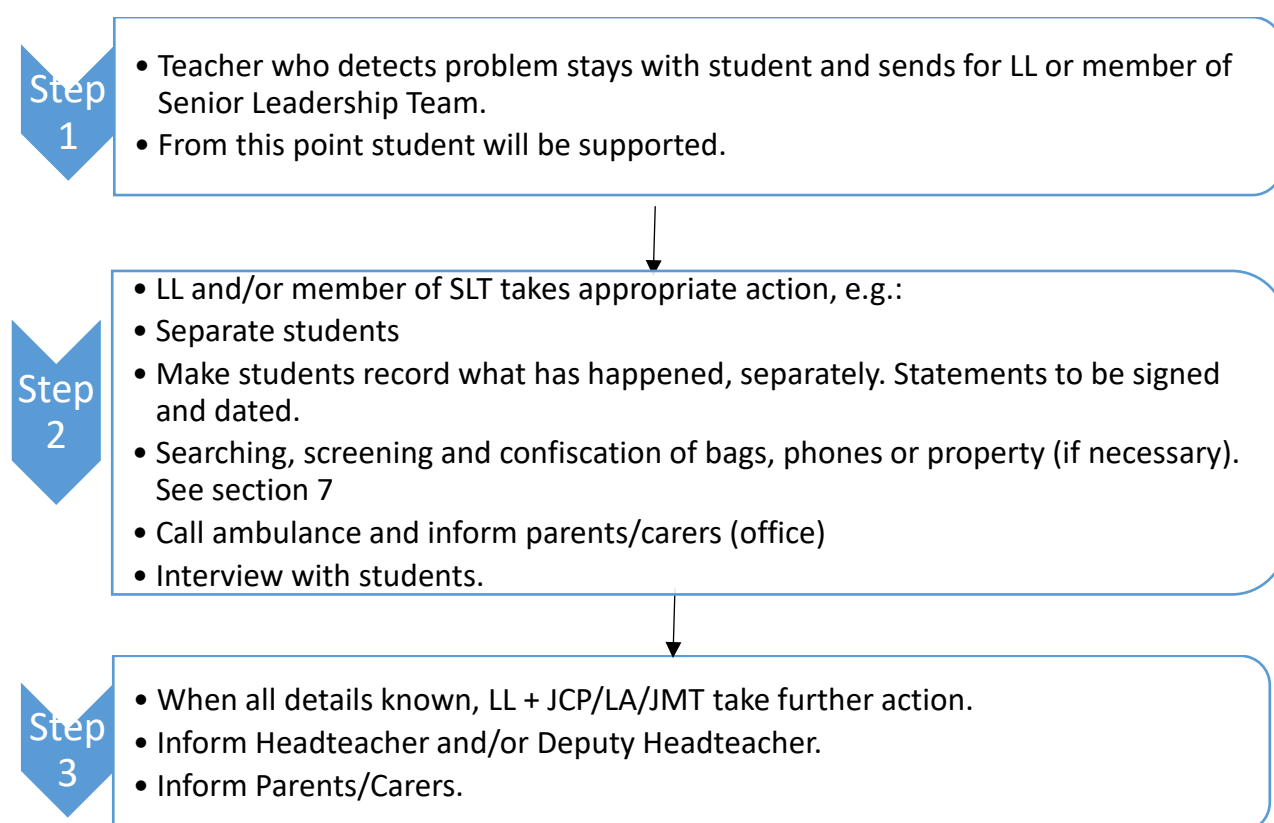 Step
1
• Teacher who detects problem stays with student and sends for LL or member of
Senior Leadership Team.
• From this point student will be supported.
Step
2
• LL and/or member of SLT takes appropriate action, e.g.:
• Separate students
• Make students record what has happened, separately. Statements to be signed
and dated.
• Searching, screening and confiscation of bags, phones or property (if necessary).
See section 7
• Call ambulance and inform parents/carers (office)
• Interview with students.
Step
3
• When all details known, LL + JCP/LA/JMT take further action.
• Inform Headteacher and/or Deputy Headteacher.
• Inform Parents/Carers.